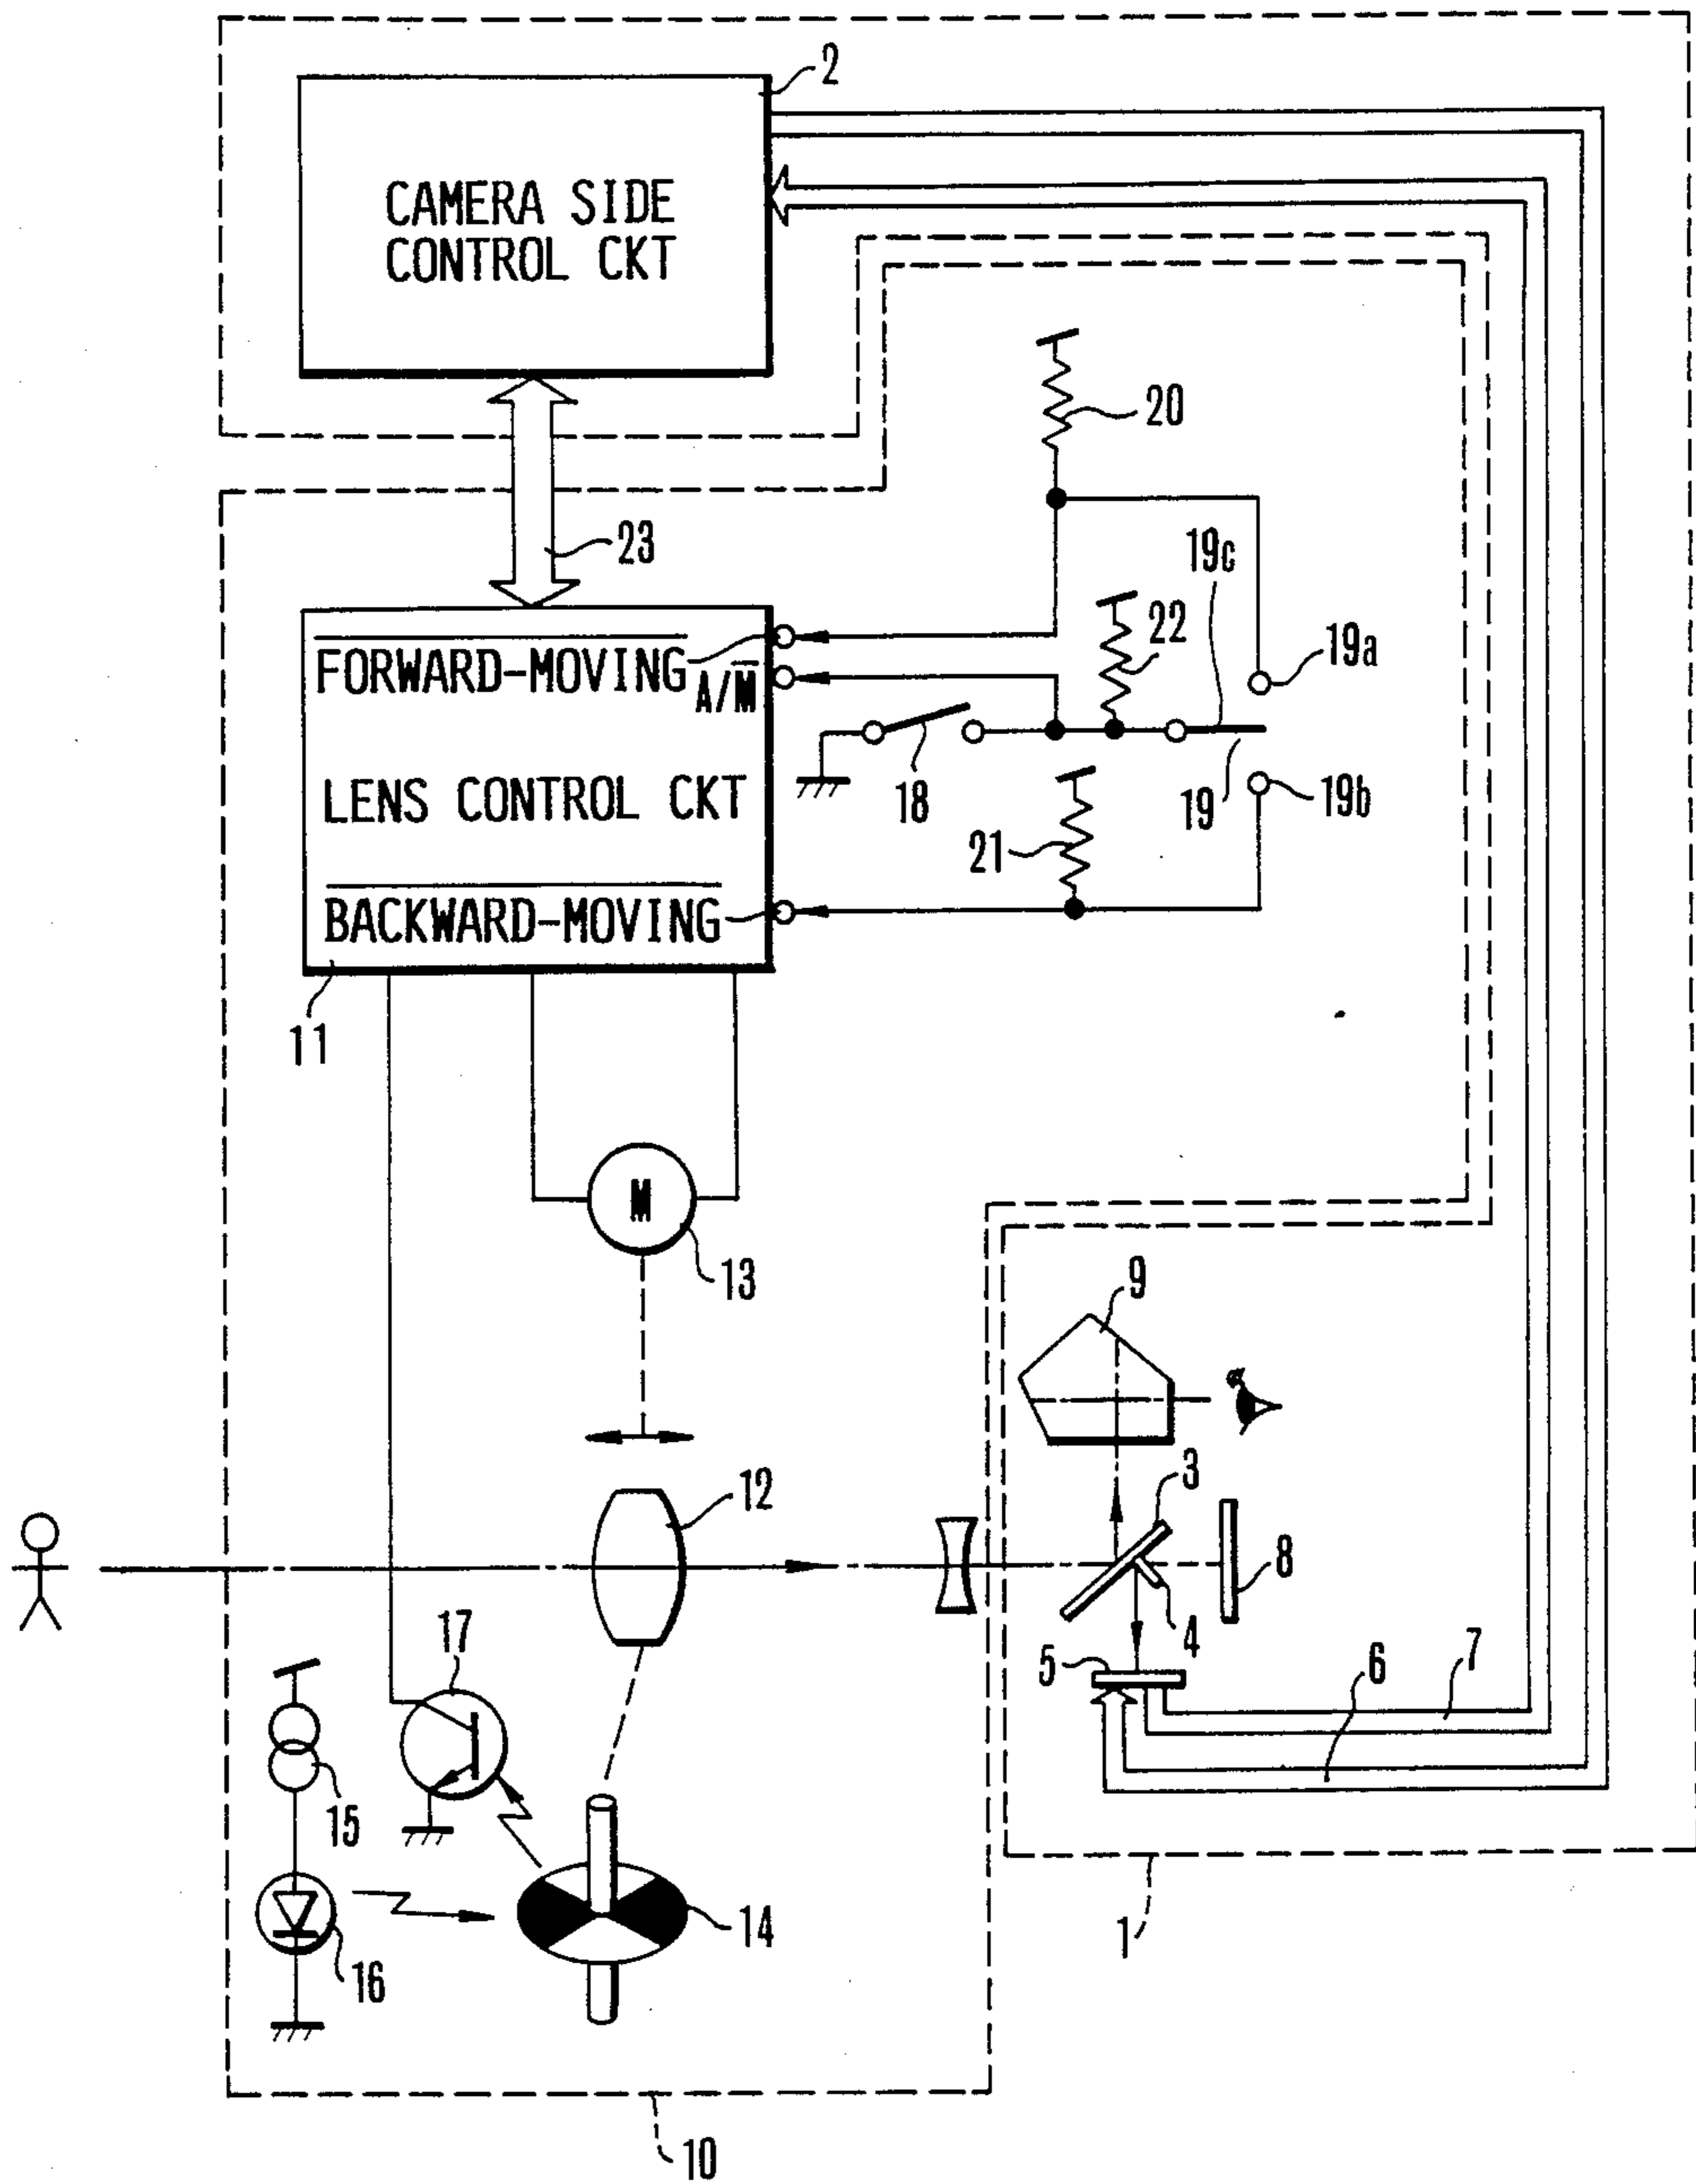 2
CAMERA SIDE
CONTROL CKT
20
23
19c
22
19a
FORWARD-MOVING
A/M̅
18
19
19b
LENS CONTROL CKT
21
BACKWARD-MOVING
11
M
13
9
12
3
8
17
4
5
6
7
15
14
1
16
10